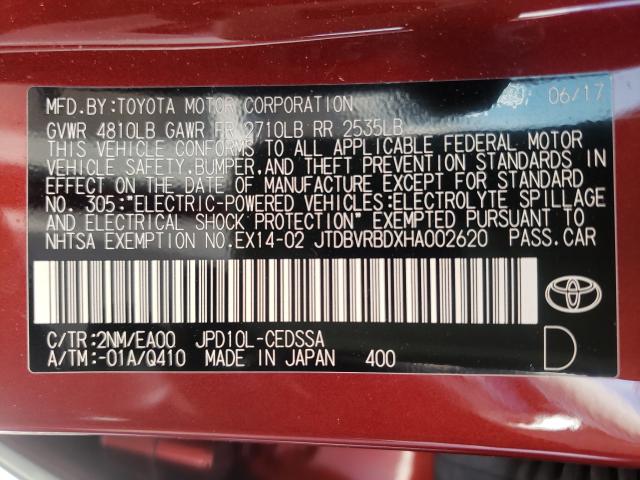 MFD.BY:TOYOTA MOTOR CORPORATION 06/17
GVWR 4810LB GAWR FR 2710LB RR 2535LB
THIS VEHICLE CONFORMS TO ALL APPLICABLE FEDERAL MOTOR
VEHICLE SAFETY,BUMPER,AND THEFT PREVENTION STANDARDS IN
EFFECT ON THE DATE OF MANUFACTURE EXCEPT FOR STANDARD
NO. 305:"ELECTRIC-POWERED VEHICLES:ELECTROLYTE SPILLAGE
AND ELECTRICAL SHOCK PROTECTION" EXEMPTED PURSUANT TO
NHTSA EXEMPTION NO.EX14-02 JTDBVRBDXHA002620 PASS.CAR
TOYOTA
C/TR:2NM/EA00 JPD10L-CEDSSA
A/TM:-01A/Q410 MADE IN JAPAN 400
D